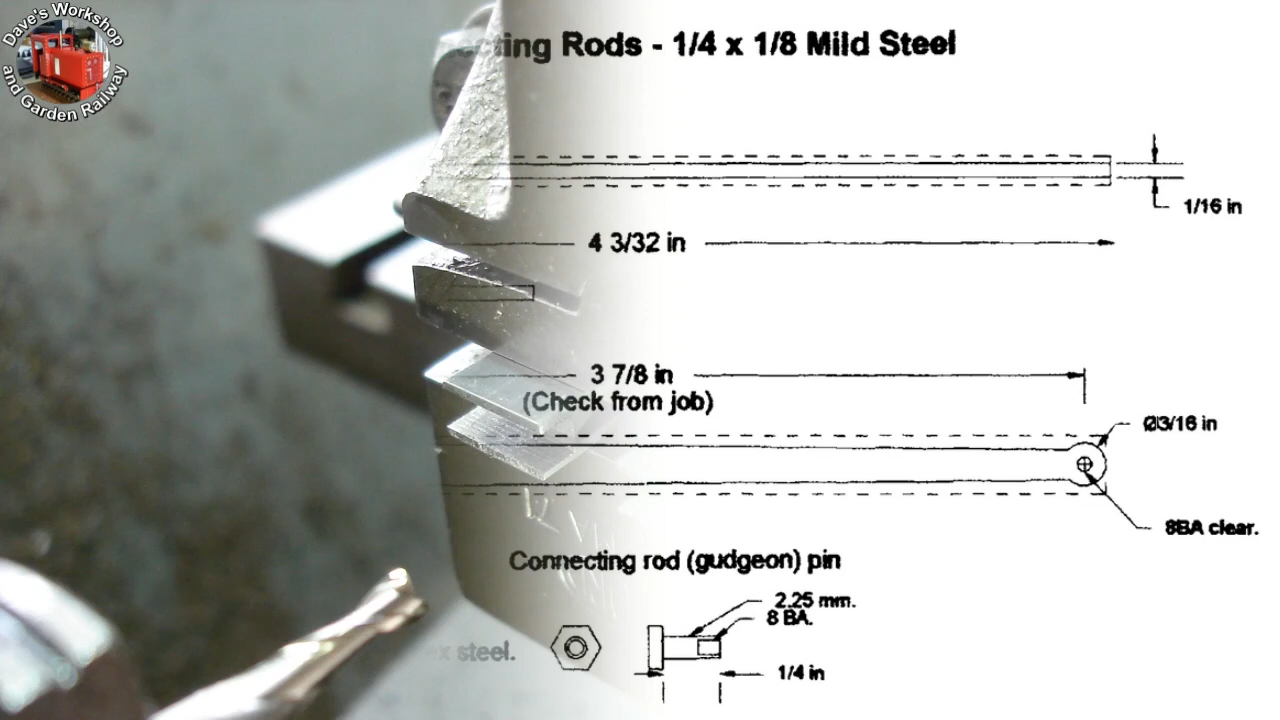 Dave's Workshop
and Garden Railway
ecting Rods - 1/4 x 1/8 Mild Steel
1/16 in
4 3/32 in
3 7/8 in
(Check from job)
Ø3/16 in
8BA clear.
Connecting rod (gudgeon) pin
2.25 mm.
8 BA.
ex steel.
1/4 in